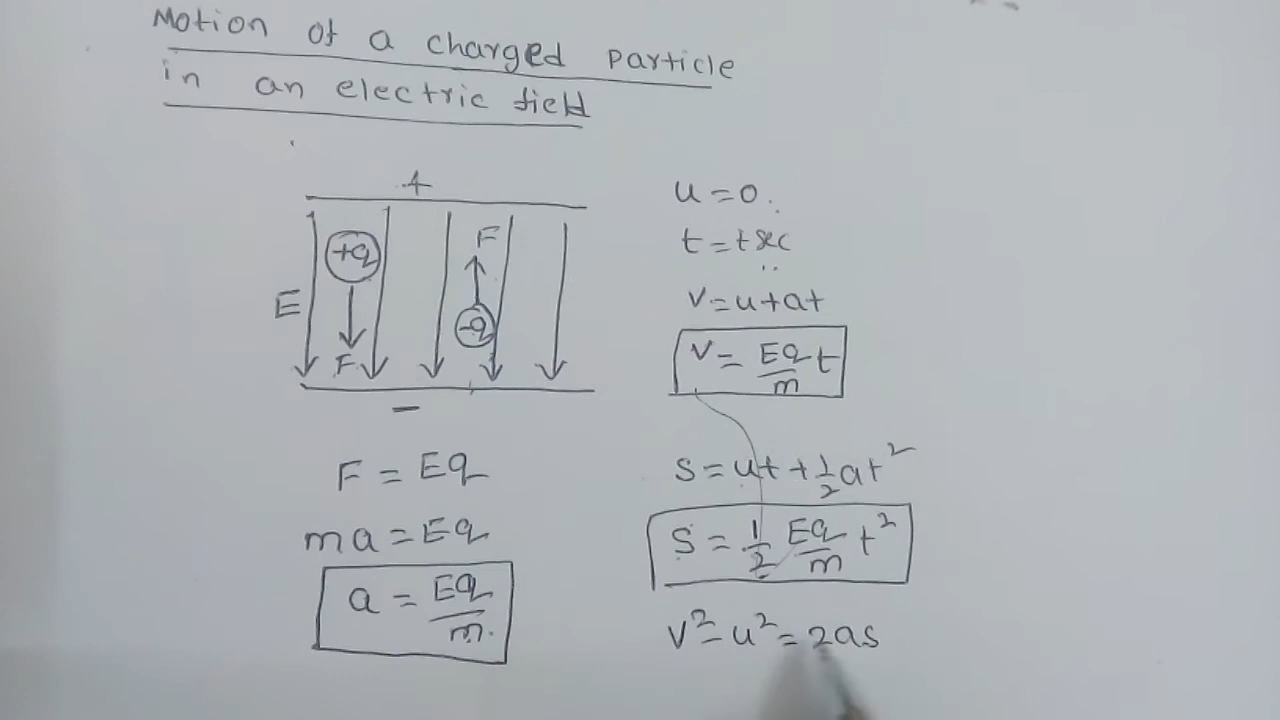 Motion of a charged particle
in an electric field
+
E
+q
F
F
-q
−
F = Eq
ma = Eq
a = Eq/m
u = 0
t = t sec
v = u + at
v = Eq/m t
s = ut + 1/2 at²
s = 1/2 Eq/m t²
v² − u² = 2as